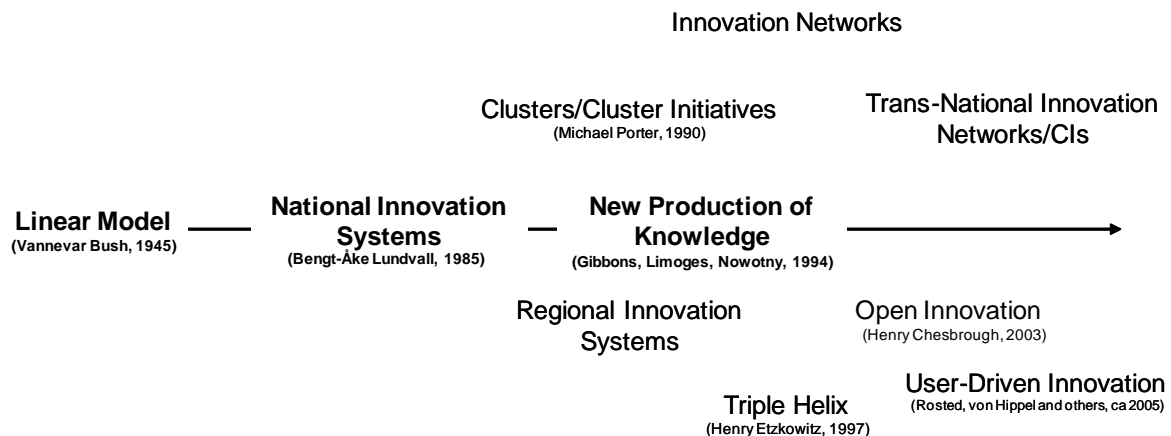 Innovation Networks
Clusters/Cluster Initiatives
(Michael Porter, 1990)
Trans-National Innovation
Networks/CIs
Linear Model
(Vannevar Bush, 1945)
National Innovation
Systems
(Bengt-Åke Lundvall, 1985)
New Production of
Knowledge
(Gibbons, Limoges, Nowotny, 1994)
Regional Innovation
Systems
Open Innovation
(Henry Chesbrough, 2003)
User-Driven Innovation
(Rosted, von Hippel and others, ca 2005)
Triple Helix
(Henry Etzkowitz, 1997)